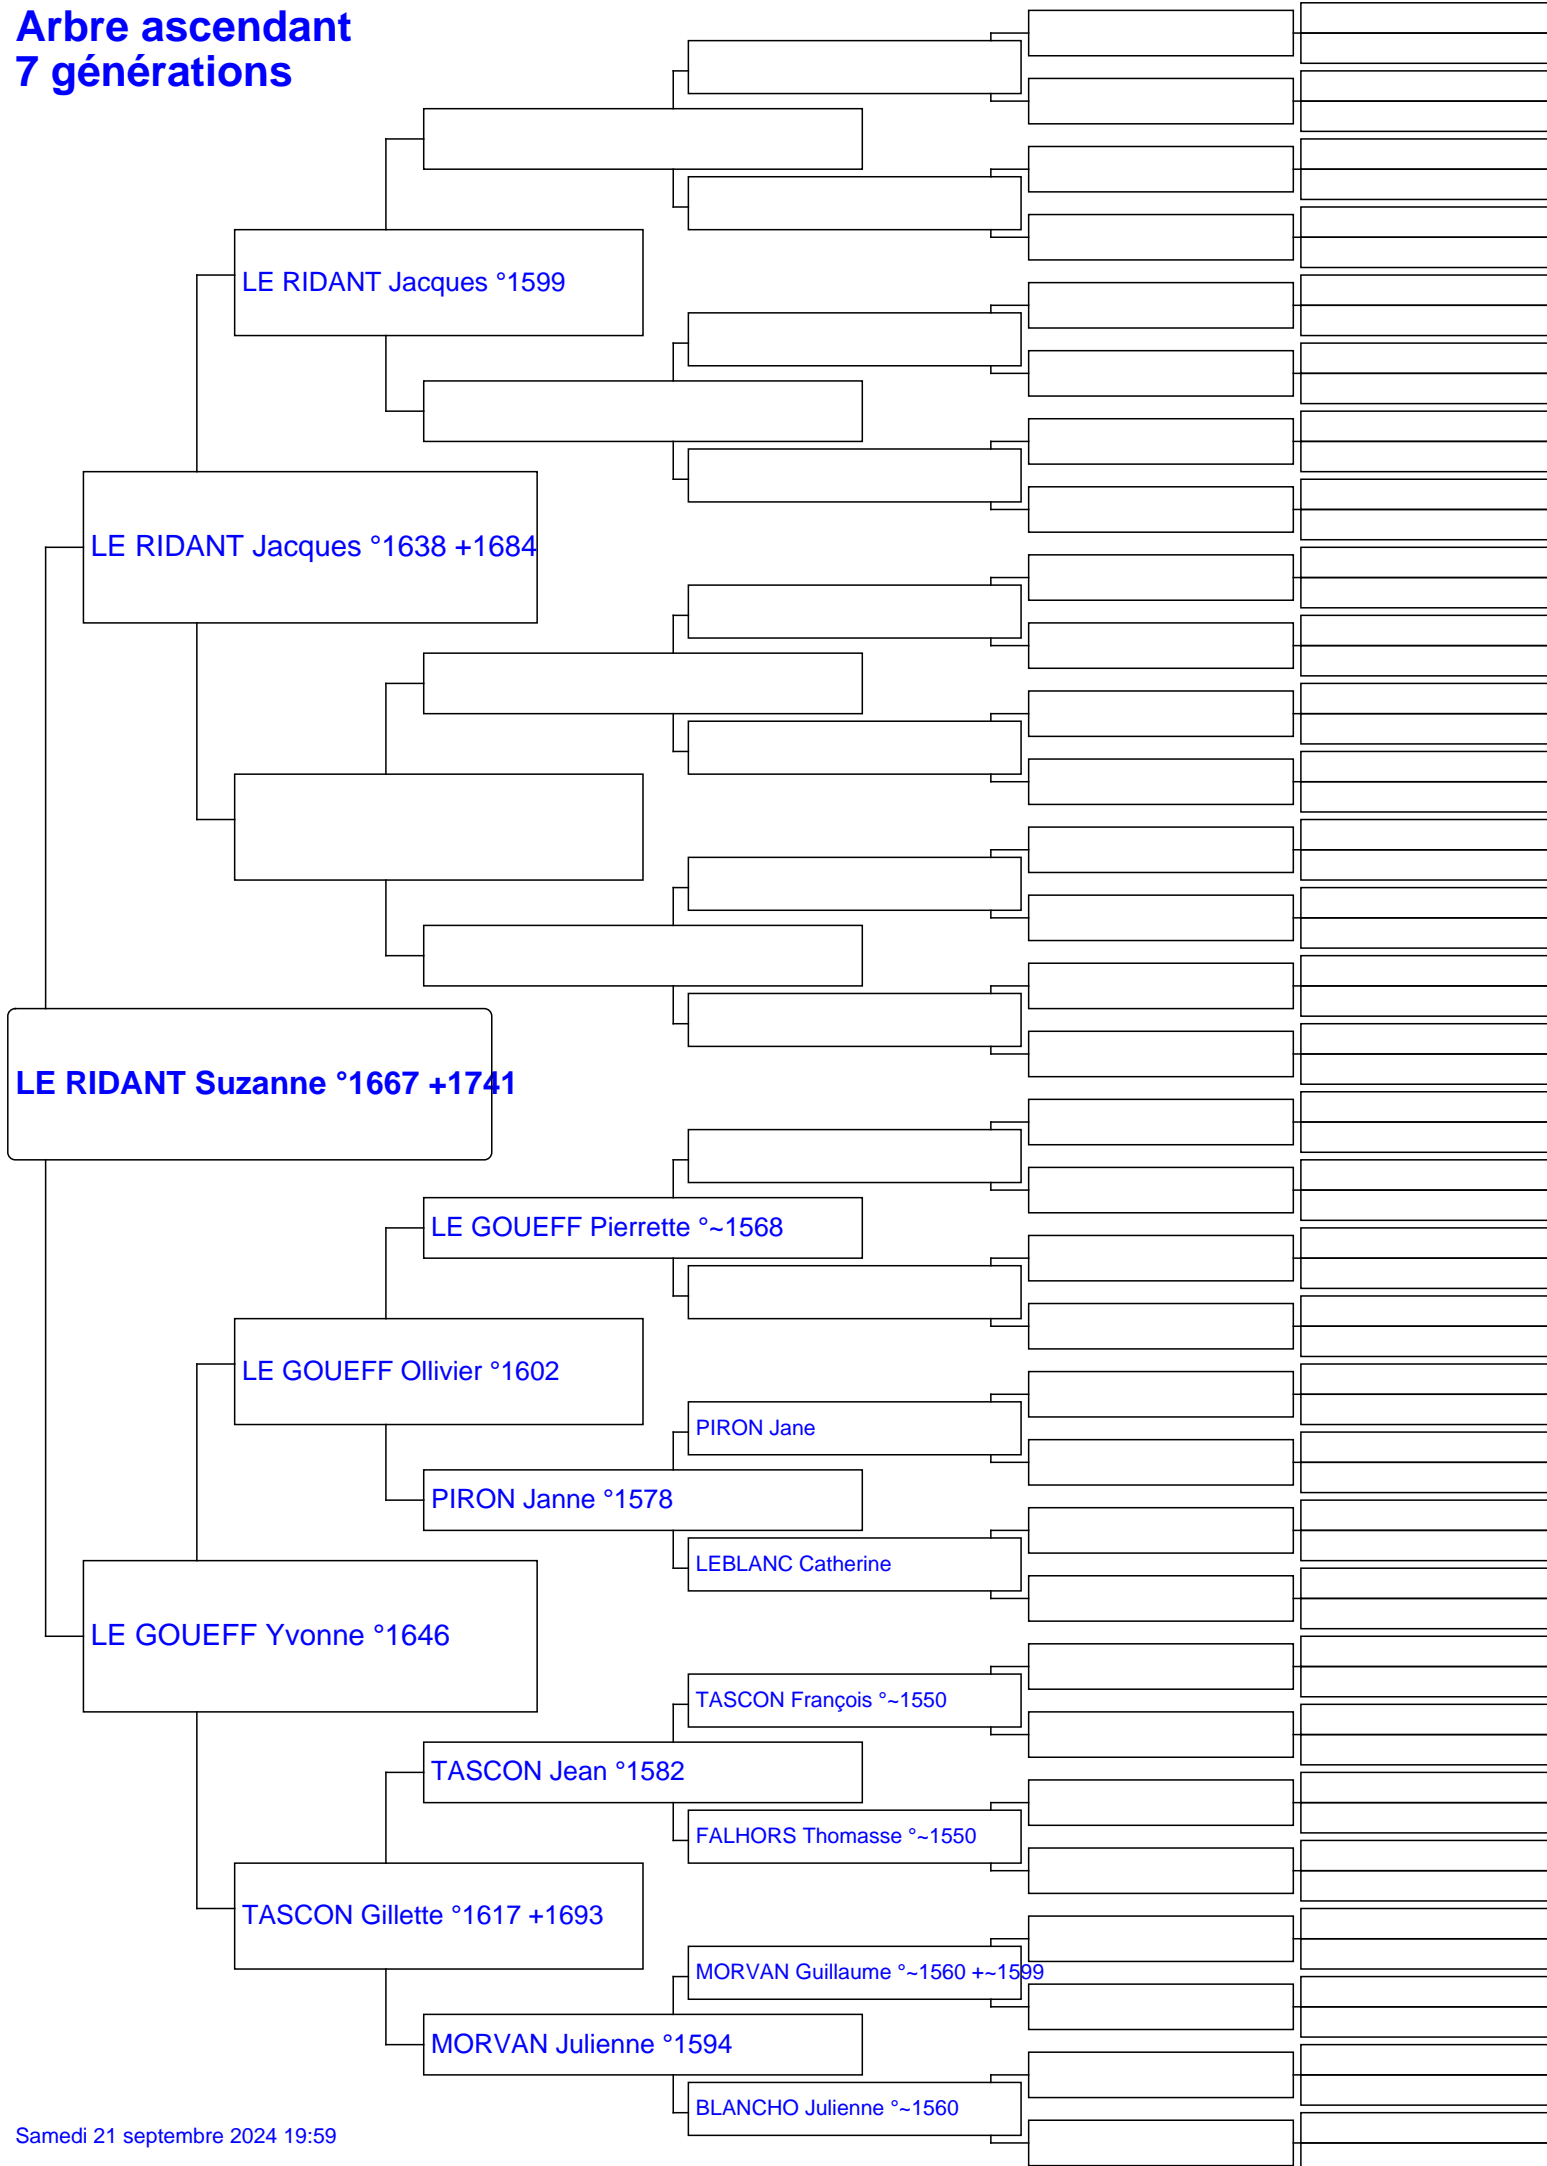 Arbre ascendant
7 générations
LE RIDANT Jacques °1599
LE RIDANT Jacques °1638 +1684
LE RIDANT Suzanne °1667 +1741
LE GOUEFF Pierrette °~1568
LE GOUEFF Ollivier °1602
PIRON Jane
PIRON Janne °1578
LEBLANC Catherine
LE GOUEFF Yvonne °1646
TASCON François °~1550
TASCON Jean °1582
FALHORS Thomasse °~1550
TASCON Gillette °1617 +1693
MORVAN Guillaume °~1560 +~1599
MORVAN Julienne °1594
BLANCHO Julienne °~1560
Samedi 21 septembre 2024 19:59